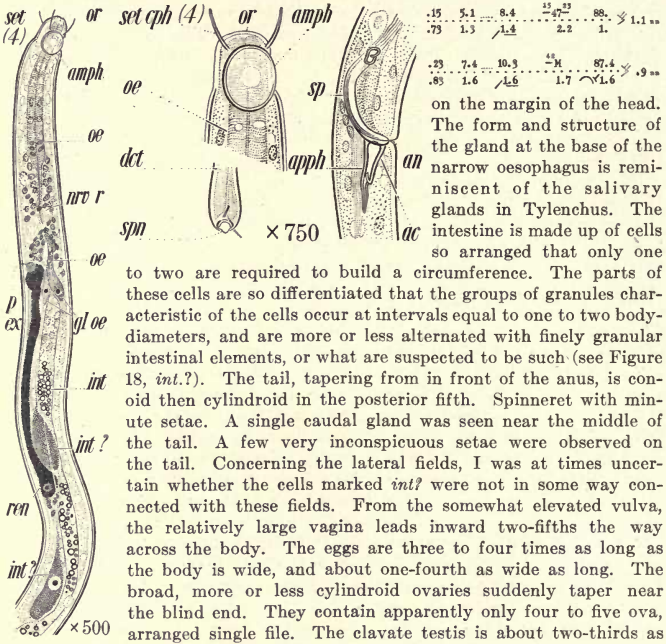 set or
(4)
amph
oe
nrv r
oe
p
ex
gl oe
int
int ?
ren
int?
×500
set cph (4) or amph
oe
sp
dct
apph
an
spn
ac
×750
.15 5.1 8.4 25-47-23 88. 1.1 mm
.73 1.3 1.4 2.2 1.
.23 7.4 10.3 48-M 87.4 .9 mm
.83 1.6 1.6 1.7 1.6
on the margin of the head.
The form and structure of
the gland at the base of the
narrow oesophagus is remi-
niscent of the salivary
glands in Tylenchus. The
intestine is made up of cells
so arranged that only one
to two are required to build a circumference. The parts of
these cells are so differentiated that the groups of granules char-
acteristic of the cells occur at intervals equal to one to two body-
diameters, and are more or less alternated with finely granular
intestinal elements, or what are suspected to be such (see Figure
18, int.?). The tail, tapering from in front of the anus, is con-
oid then cylindroid in the posterior fifth. Spinneret with min-
ute setae. A single caudal gland was seen near the middle of
the tail. A few very inconspicuous setae were observed on
the tail. Concerning the lateral fields, I was at times uncer-
tain whether the cells marked int? were not in some way con-
nected with these fields. From the somewhat elevated vulva,
the relatively large vagina leads inward two-fifths the way
across the body. The eggs are three to four times as long as
the body is wide, and about one-fourth as wide as long. The
broad, more or less cylindroid ovaries suddenly taper near
the blind end. They contain apparently only four to five ova,
arranged single file. The clavate testis is about two-thirds as